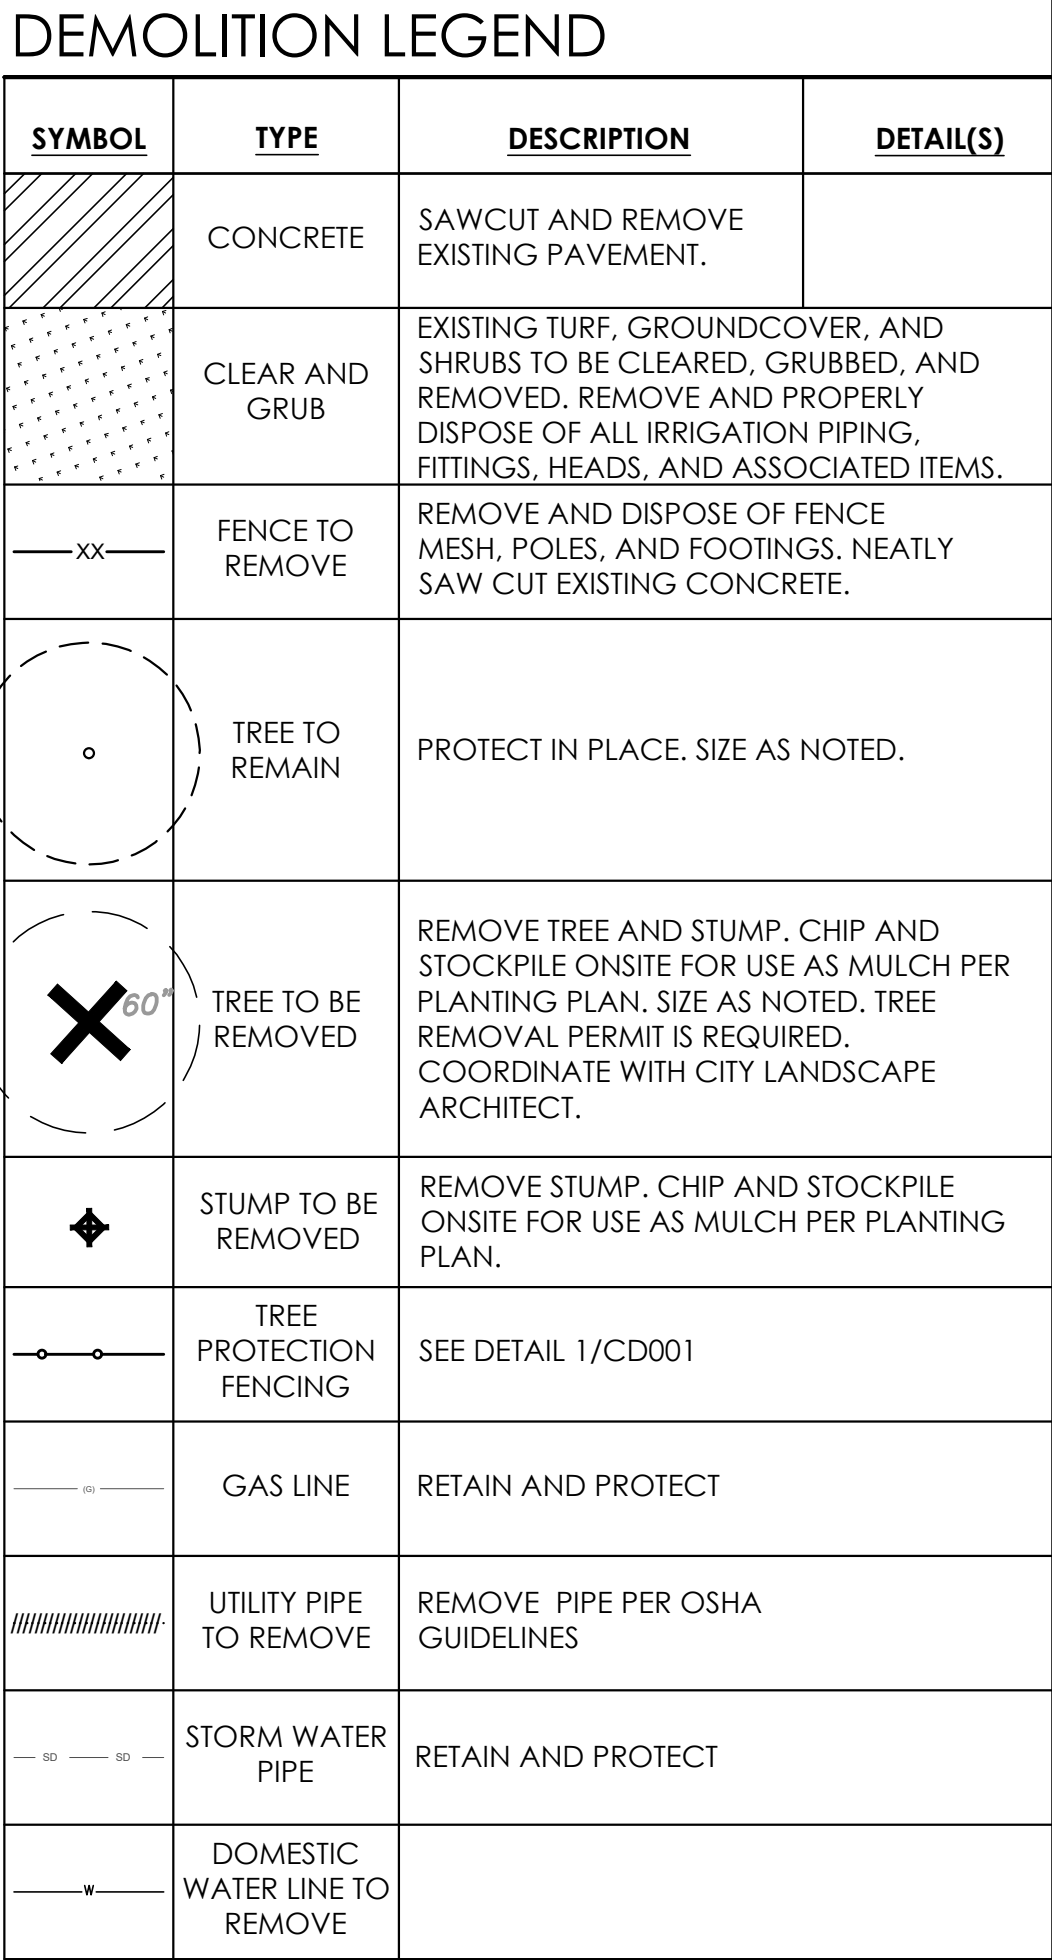 DEMOLITION LEGEND
SYMBOL TYPE DESCRIPTION DETAIL(S)
CONCRETE
SAWCUT AND REMOVE
EXISTING PAVEMENT.
CLEAR AND
GRUB
EXISTING TURF, GROUNDCOVER, AND
SHRUBS TO BE CLEARED, GRUBBED, AND
REMOVED. REMOVE AND PROPERLY
DISPOSE OF ALL IRRIGATION PIPING,
FITTINGS, HEADS, AND ASSOCIATED ITEMS.
XX
FENCE TO
REMOVE
REMOVE AND DISPOSE OF FENCE
MESH, POLES, AND FOOTINGS. NEATLY
SAW CUT EXISTING CONCRETE.
TREE TO
REMAIN
PROTECT IN PLACE. SIZE AS NOTED.
60"
TREE TO BE
REMOVED
REMOVE TREE AND STUMP. CHIP AND
STOCKPILE ONSITE FOR USE AS MULCH PER
PLANTING PLAN. SIZE AS NOTED. TREE
REMOVAL PERMIT IS REQUIRED.
COORDINATE WITH CITY LANDSCAPE
ARCHITECT.
STUMP TO BE
REMOVED
REMOVE STUMP. CHIP AND STOCKPILE
ONSITE FOR USE AS MULCH PER PLANTING
PLAN.
TREE
PROTECTION
FENCING
SEE DETAIL 1/CD001
(G)
GAS LINE
RETAIN AND PROTECT
UTILITY PIPE
TO REMOVE
REMOVE  PIPE PER OSHA
GUIDELINES
SD SD
STORM WATER
PIPE
RETAIN AND PROTECT
W
DOMESTIC
WATER LINE TO
REMOVE